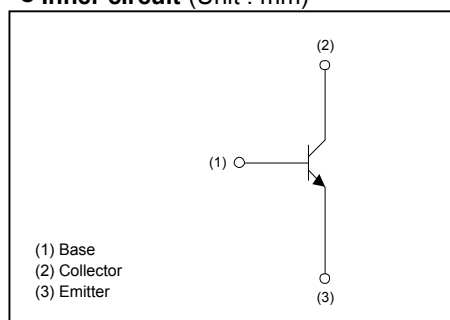 Inner circuit (Unit : mm)
(2)
(1)
(1) Base
(2) Collector
(3) Emitter
(3)